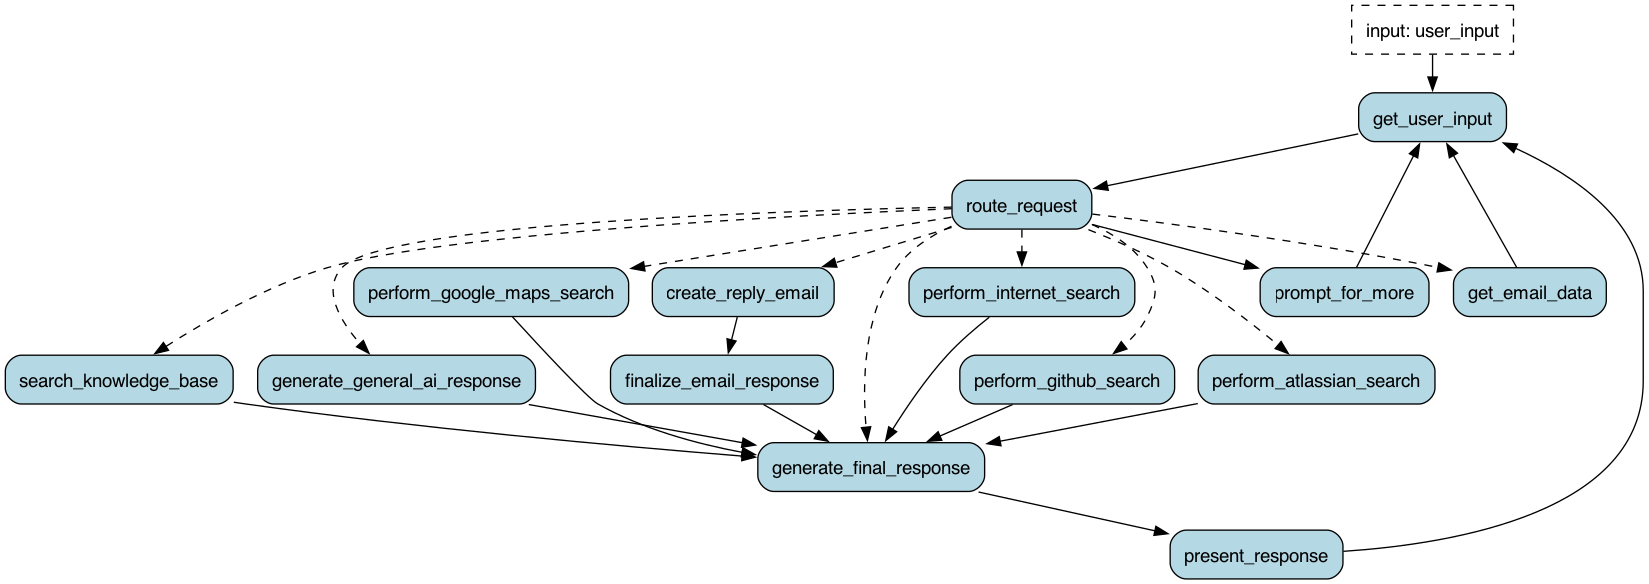 input: user_input
get_user_input
route_request
perform_google_maps_search
create_reply_email
perform_internet_search
prompt_for_more
get_email_data
search_knowledge_base
generate_general_ai_response
finalize_email_response
perform_github_search
perform_atlassian_search
generate_final_response
present_response